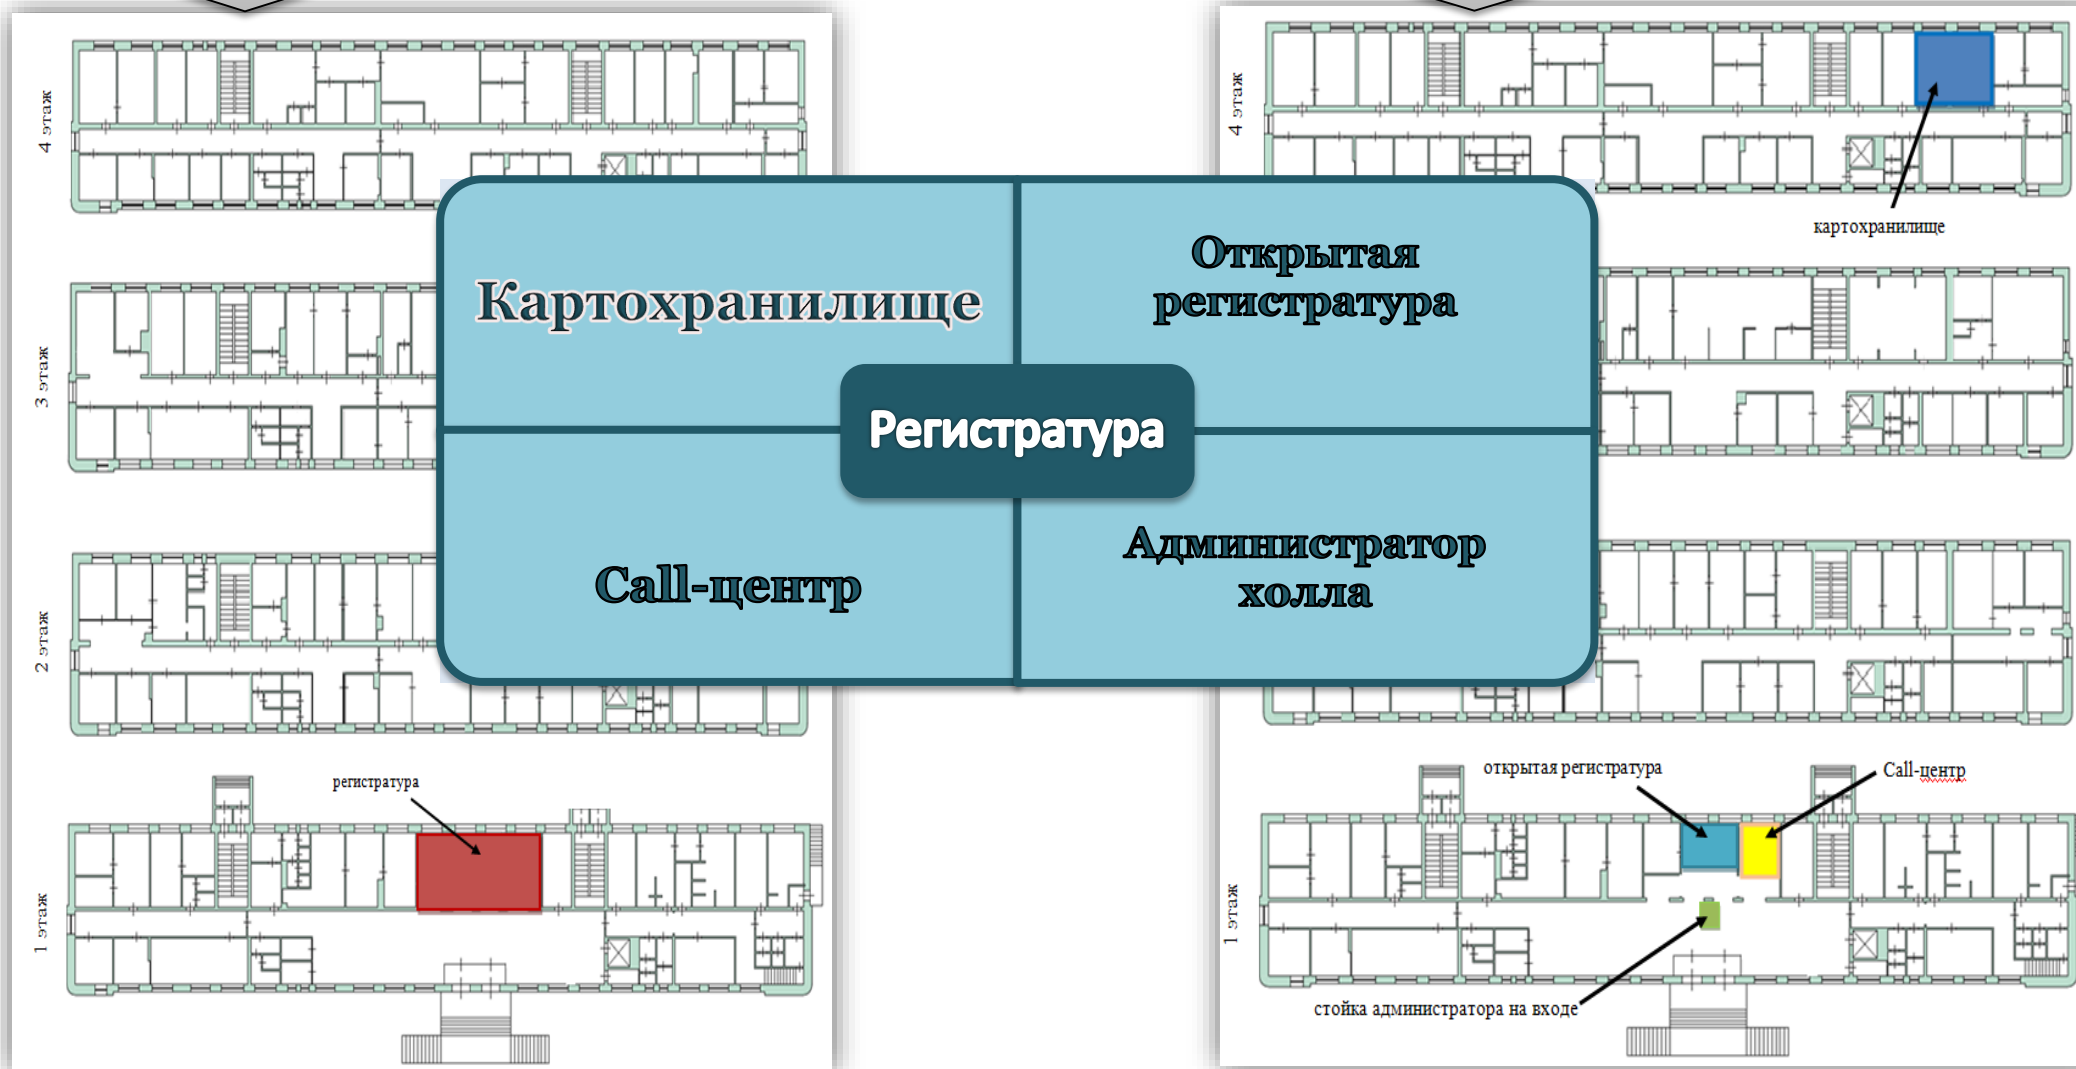 4 этаж
3 этаж
2 этаж
1 этаж
регистратура
Картохранилище
Открытая
регистратура
Регистратура
Call-центр
Администратор
холла
4 этаж
картохранилище
открытая регистратура
Call-центр
1 этаж
стойка администратора на входе